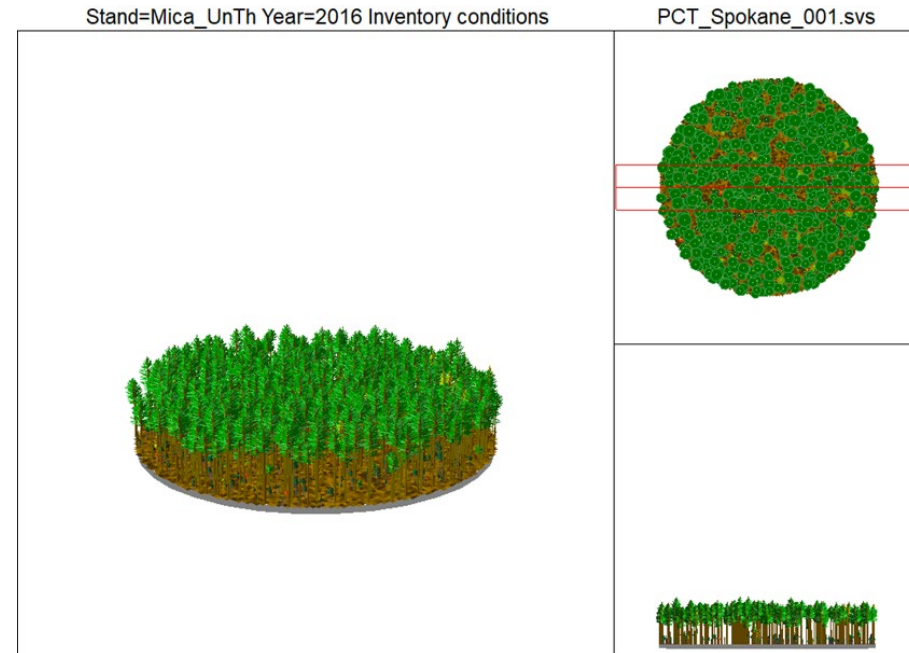 Stand=Mica_UnTh Year=2016 Inventory conditions
PCT_Spokane_001.svs